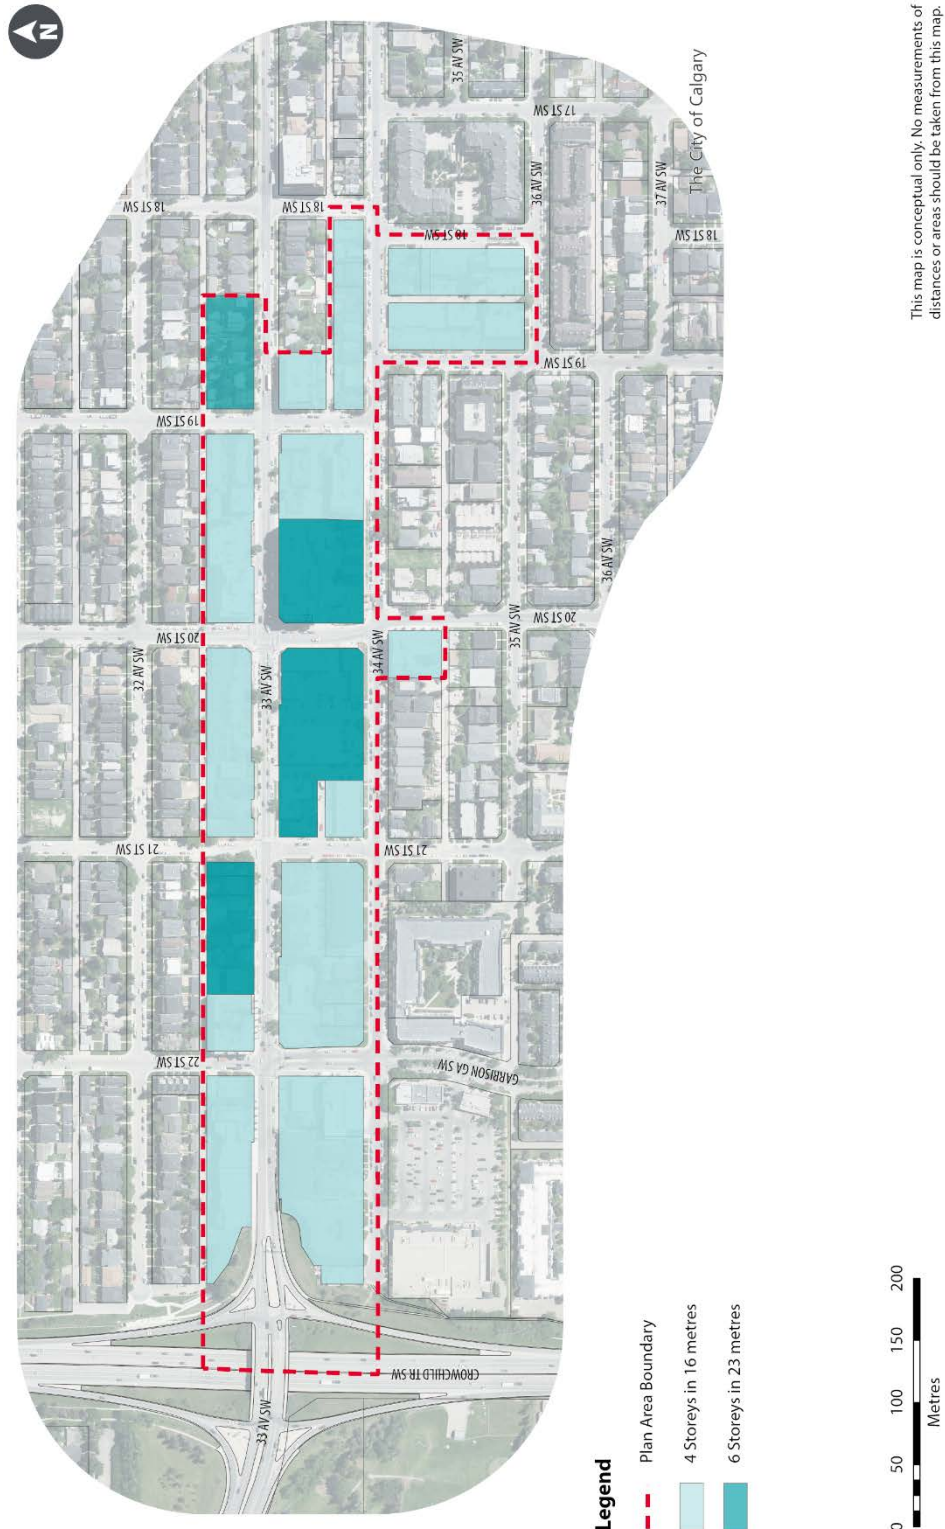 N
18 ST SW
32 AV SW
21 ST SW
22 ST SW
20 ST SW
19 ST SW
33 AV SW
33 AV SW
18 ST SW
34 AV SW
21 ST SW
CROWCHILD TR SW
18 ST SW
35 AV SW
GARRISON GA SW
35 AV SW
36 AV SW
17 ST SW
20 ST SW
19 ST SW
36 AV SW
37 AV SW
18 ST SW
The City of Calgary
Legend
Plan Area Boundary
4 Storeys in 16 metres
6 Storeys in 23 metres
0 50 100 150 200
Metres
This map is conceptual only. No measurements of
distances or areas should be taken from this map.